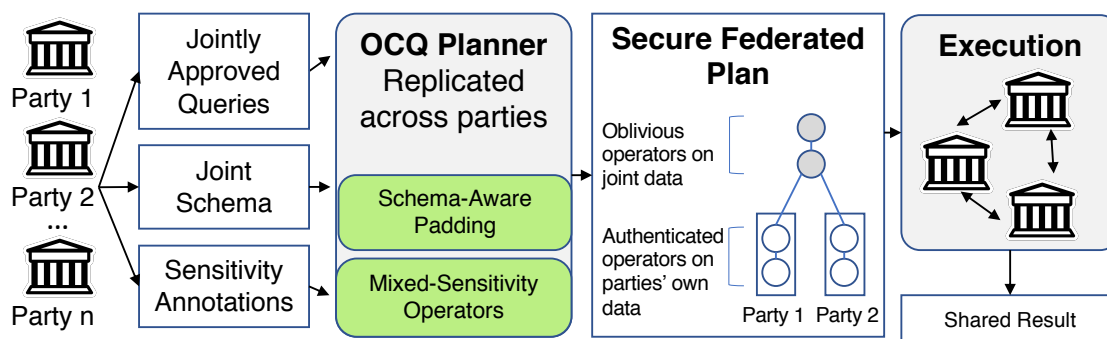 Party 1
Party 2
...
Party n
Jointly
Approved
Queries
Joint
Schema
Sensitivity
Annotations
OCQ Planner
Replicated
across parties
Schema-Aware
Padding
Mixed-Sensitivity
Operators
Secure Federated
Plan
Oblivious
operators on
joint data
Authenticated
operators on
parties' own
data
Party 1 Party 2
Execution
Shared Result